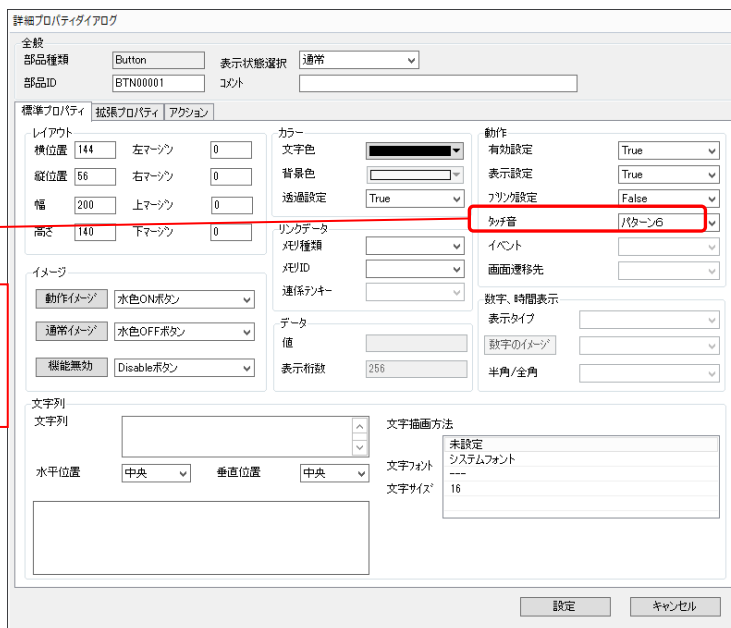 詳細プロパティダイアログ
全般
部品種類 Button 表示状態選択 通常
部品ID BTN00001 コメント
標準プロパティ 拡張プロパティ アクション
レイアウト
横位置 144 左マージン 0
縦位置 56 右マージン 0
幅 200 上マージン 0
高さ 140 下マージン 0
イメージ
動作イメージ 水色ONボタン
通常イメージ 水色OFFボタン
機能無効 Disableボタン
カラー
文字色
背景色
透過設定 True
リンクデータ
メモリ種類
メモリID
連係テンキー
データ
値
表示桁数 256
動作
有効設定 True
表示設定 True
フリック設定 False
タッチ音 パターン6
イベント
画面遷移先
数字、時間表示
表示タイプ
数字のイメージ
半角/全角
文字列
文字列
水平位置 中央 垂直位置 中央
文字描画方法
未設定
文字フォント システムフォント
---
文字サイズ 16
設定 キャンセル